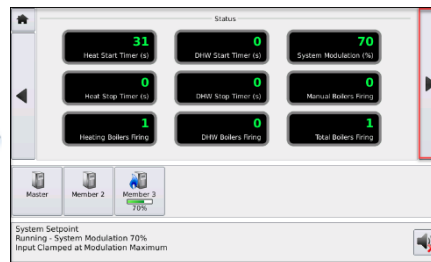 Status
31 0 70
Heat Start Timer (s) DHW Start Timer (s) System Modulation (%)
0 0 0
Heat Stop Timer (s) DHW Stop Timer (s) Manual Boilers Firing
1 0 1
Heating Boilers Firing DHW Boilers Firing Total Boilers Firing
Master Member 2 Member 3
70%
System Setpoint
Running - System Modulation 70%
Input Clamped at Modulation Maximum